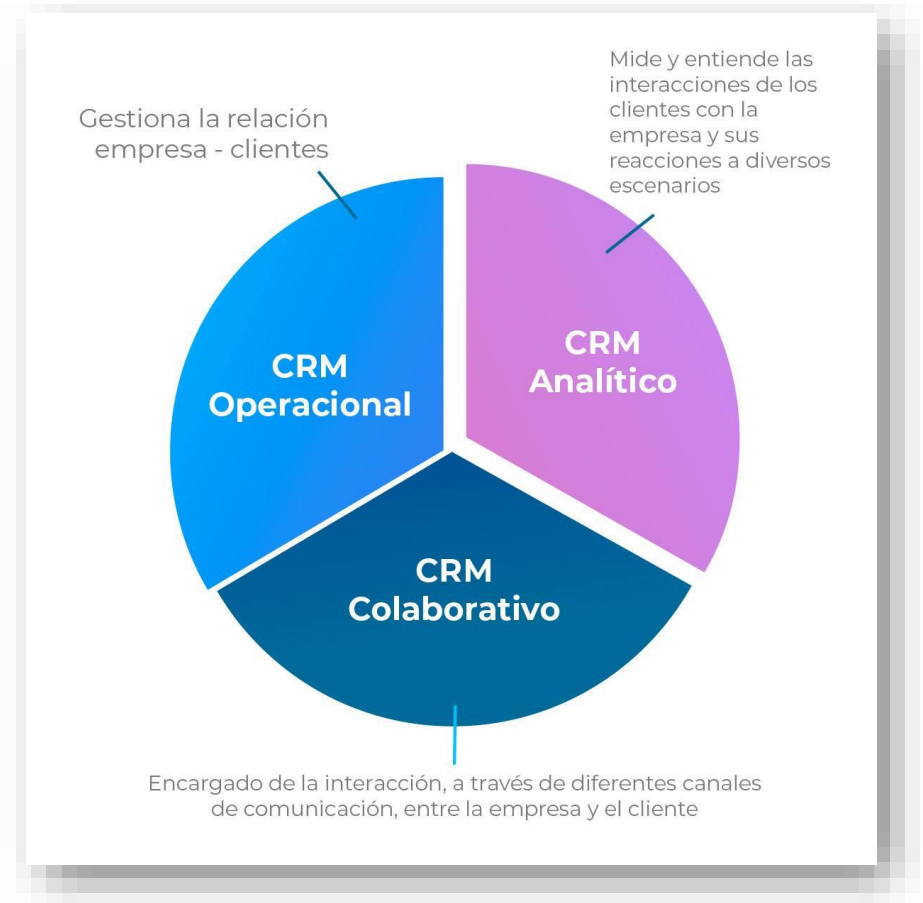 Gestiona la relación
empresa - clientes
Mide y entiende las
interacciones de los
clientes con la
empresa y sus
reacciones a diversos
escenarios
CRM
Operacional
CRM
Analítico
CRM
Colaborativo
Encargado de la interacción, a través de diferentes canales
de comunicación, entre la empresa y el cliente